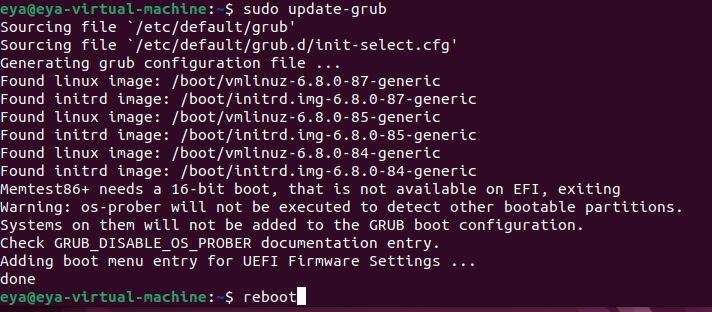 eya@eya-virtual-machine:~$ sudo update-grub
Sourcing file `/etc/default/grub'
Sourcing file `/etc/default/grub.d/init-select.cfg'
Generating grub configuration file ...
Found linux image: /boot/vmlinuz-6.8.0-87-generic
Found initrd image: /boot/initrd.img-6.8.0-87-generic
Found linux image: /boot/vmlinuz-6.8.0-85-generic
Found initrd image: /boot/initrd.img-6.8.0-85-generic
Found linux image: /boot/vmlinuz-6.8.0-84-generic
Found initrd image: /boot/initrd.img-6.8.0-84-generic
Memtest86+ needs a 16-bit boot, that is not available on EFI, exiting
Warning: os-prober will not be executed to detect other bootable partitions.
Systems on them will not be added to the GRUB boot configuration.
Check GRUB_DISABLE_OS_PROBER documentation entry.
Adding boot menu entry for UEFI Firmware Settings ...
done
eya@eya-virtual-machine:~$ reboot